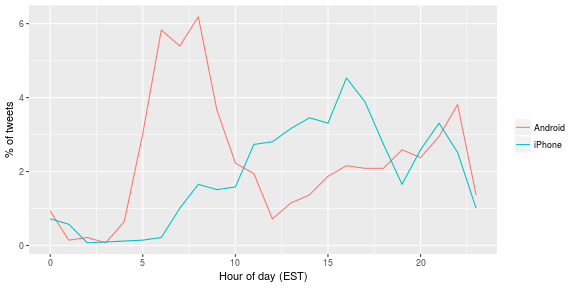 6
4
2
0
% of tweets
0 5 10 15 20
Hour of day (EST)
Android
iPhone